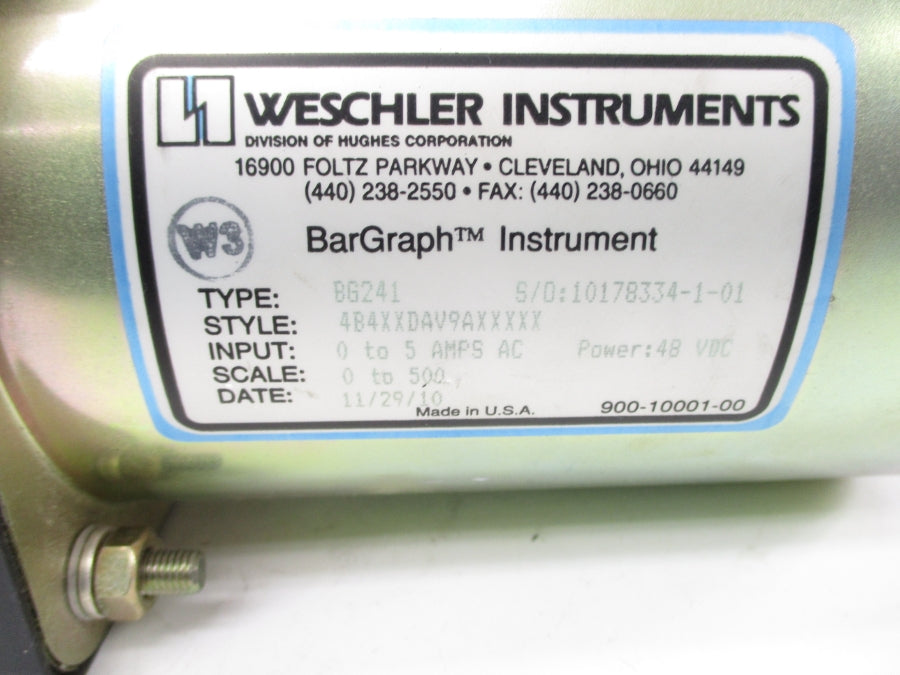 WESCHLER INSTRUMENTS
DIVISION OF HUGHES CORPORATION
16900 FOLTZ PARKWAY • CLEVELAND, OHIO 44149
(440) 238-2550 • FAX: (440) 238-0660
W3
BarGraph™ Instrument
TYPE: BG241 S/O:10178334-1-01
STYLE: 4B4XXDAV9AXXXXX
INPUT: 0 to 5 AMPS AC Power:48 VDC
SCALE: 0 to 500
DATE: 11/29/10
Made in U.S.A. 900-10001-00